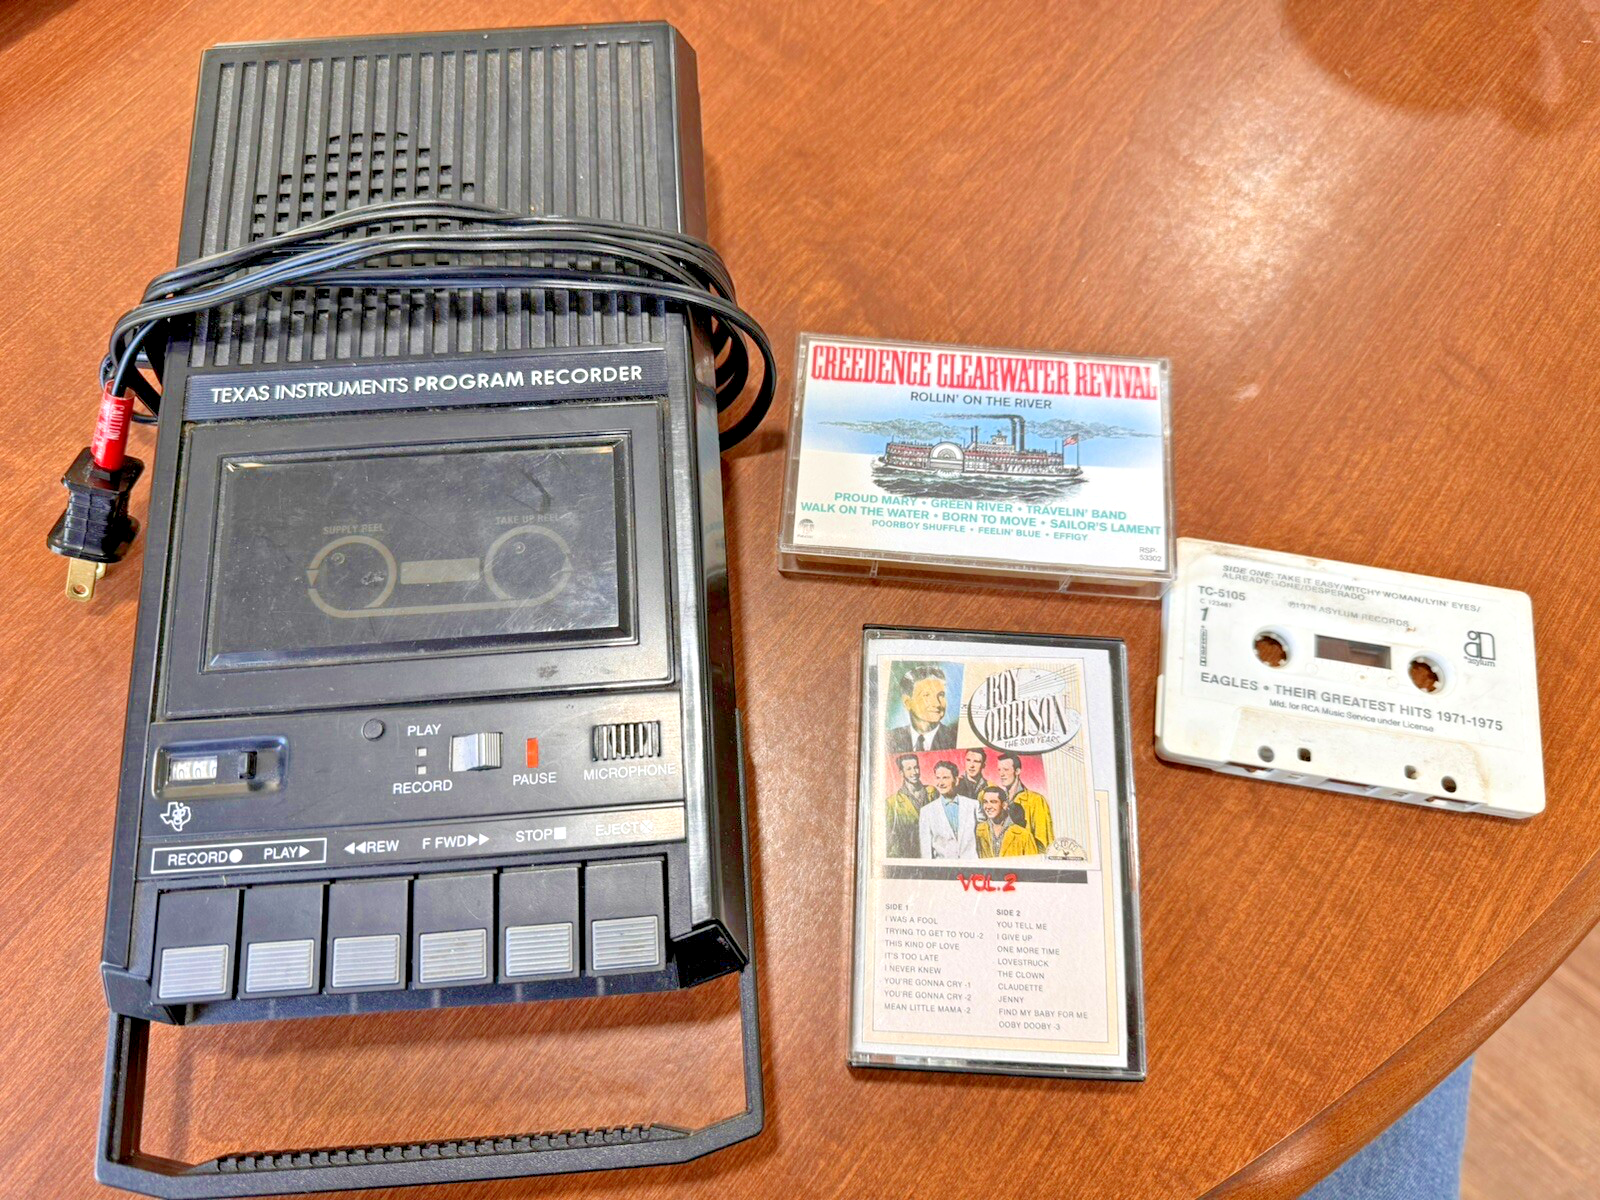 TEXAS INSTRUMENTS PROGRAM RECORDER
SUPPLY REEL
TAKE UP REEL
PLAY
RECORD
PAUSE
MICROPHONE
RECORD PLAY REW F FWD STOP EJECT
CREEDENCE CLEARWATER REVIVAL
ROLLIN' ON THE RIVER
PROUD MARY • GREEN RIVER • TRAVELIN' BAND
WALK ON THE WATER • BORN TO MOVE • SAILOR'S LAMENT
POORBOY SHUFFLE • FEELIN' BLUE • EFFIGY
RSP-
53302
SIDE ONE: TAKE IT EASY/WITCHY WOMAN/LYIN' EYES/
ALREADY GONE/DESPERADO
TC-5105
ASYLUM RECORDS
1
asylum
EAGLES • THEIR GREATEST HITS 1971-1975
Mfd. for RCA Music Service under License
ROY
ORBISON
THE SUN YEARS
VOL.2
SIDE 1
I WAS A FOOL
TRYING TO GET TO YOU -2
THIS KIND OF LOVE
IT'S TOO LATE
I NEVER KNEW
YOU'RE GONNA CRY -1
YOU'RE GONNA CRY -2
MEAN LITTLE MAMA -2
SIDE 2
YOU TELL ME
I GIVE UP
ONE MORE TIME
LOVESTRUCK
THE CLOWN
CLAUDETTE
JENNY
FIND MY BABY FOR ME
OOBY DOOBY -3